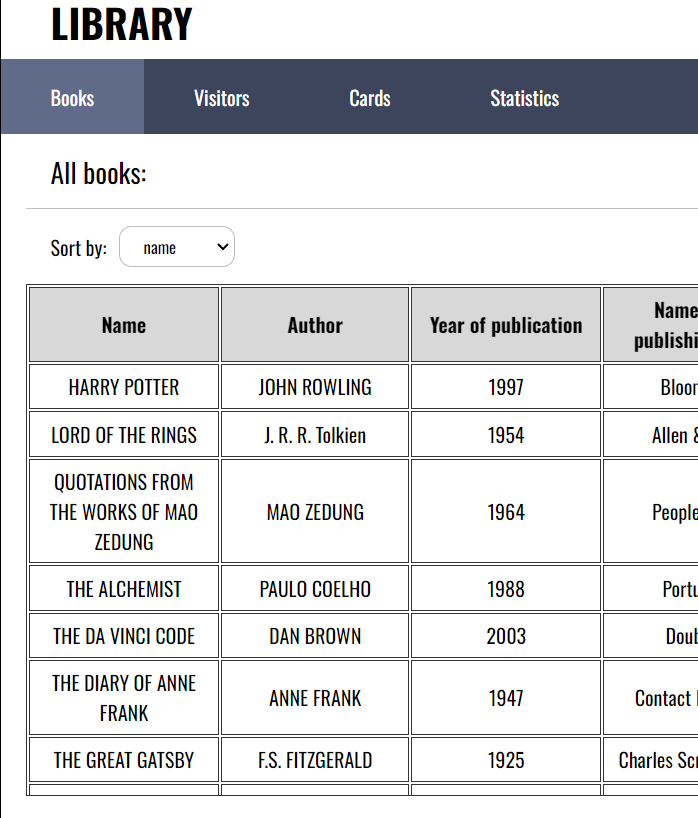 LIBRARY
Books Visitors Cards Statistics
All books:
Sort by: name
Name Author Year of publication Name
publishi
HARRY POTTER JOHN ROWLING 1997 Bloor
LORD OF THE RINGS J. R. R. Tolkien 1954 Allen &
QUOTATIONS FROM
THE WORKS OF MAO MAO ZEDUNG 1964 People
ZEDUNG
THE ALCHEMIST PAULO COELHO 1988 Portu
THE DA VINCI CODE DAN BROWN 2003 Doub
THE DIARY OF ANNE
FRANK ANNE FRANK 1947 Contact
THE GREAT GATSBY F.S. FITZGERALD 1925 Charles Scr